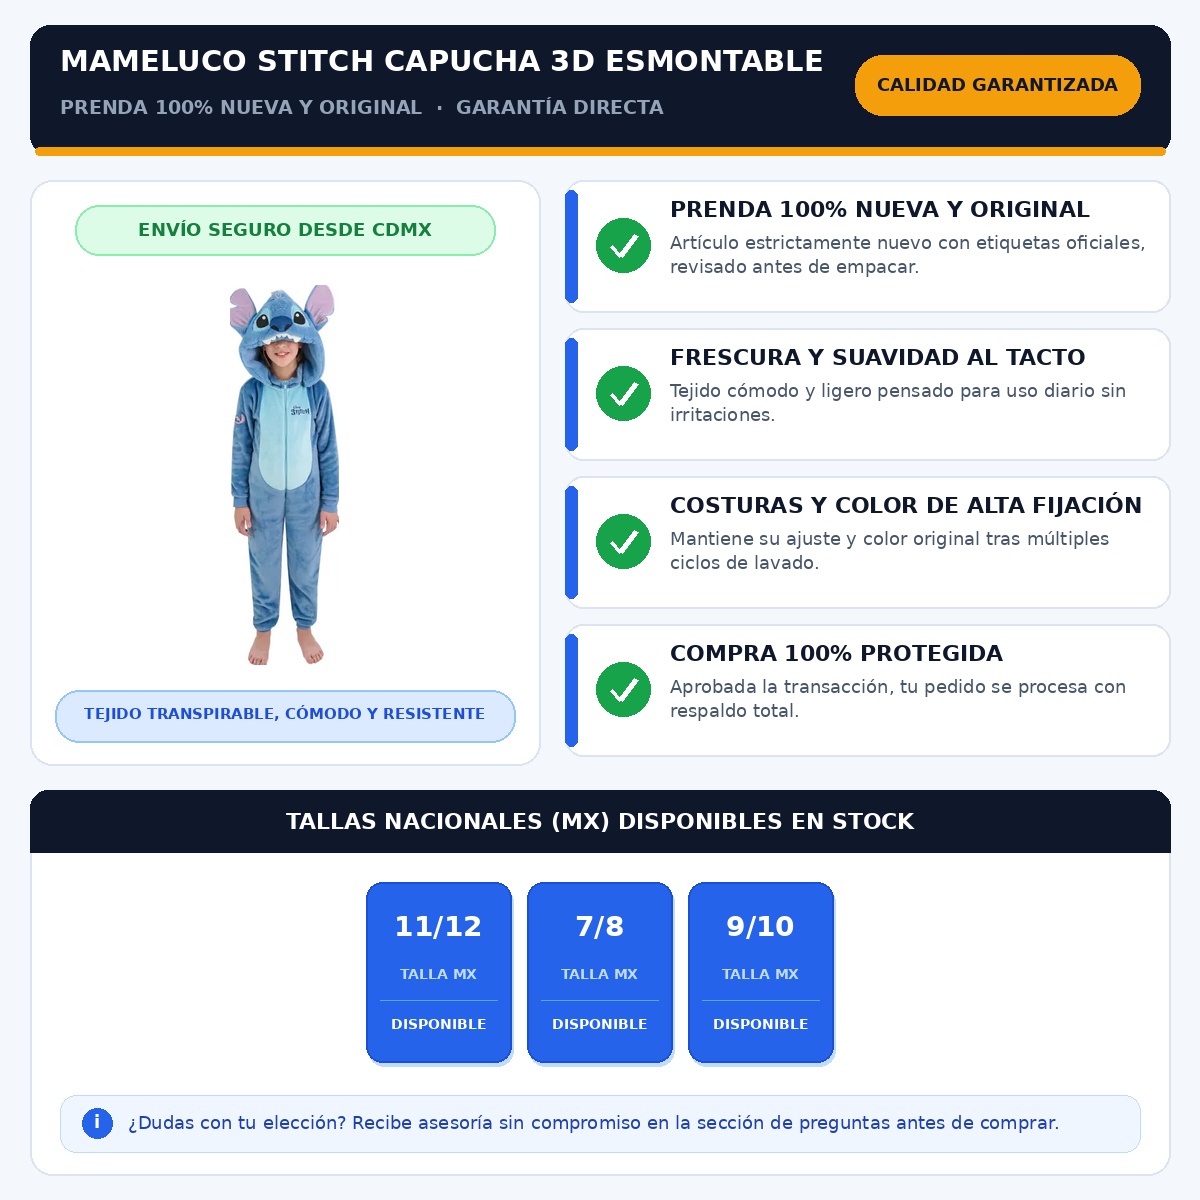 MAMELUCO STITCH CAPUCHA 3D ESMONTABLE
PRENDA 100% NUEVA Y ORIGINAL · GARANTÍA DIRECTA
CALIDAD GARANTIZADA
ENVÍO SEGURO DESDE CDMX
Stitch
TEJIDO TRANSPIRABLE, CÓMODO Y RESISTENTE
PRENDA 100% NUEVA Y ORIGINAL
Artículo estrictamente nuevo con etiquetas oficiales,
revisado antes de empacar.
FRESCURA Y SUAVIDAD AL TACTO
Tejido cómodo y ligero pensado para uso diario sin
irritaciones.
COSTURAS Y COLOR DE ALTA FIJACIÓN
Mantiene su ajuste y color original tras múltiples
ciclos de lavado.
COMPRA 100% PROTEGIDA
Aprobada la transacción, tu pedido se procesa con
respaldo total.
TALLAS NACIONALES (MX) DISPONIBLES EN STOCK
11/12
TALLA MX
DISPONIBLE
7/8
TALLA MX
DISPONIBLE
9/10
TALLA MX
DISPONIBLE
i ¿Dudas con tu elección? Recibe asesoría sin compromiso en la sección de preguntas antes de comprar.